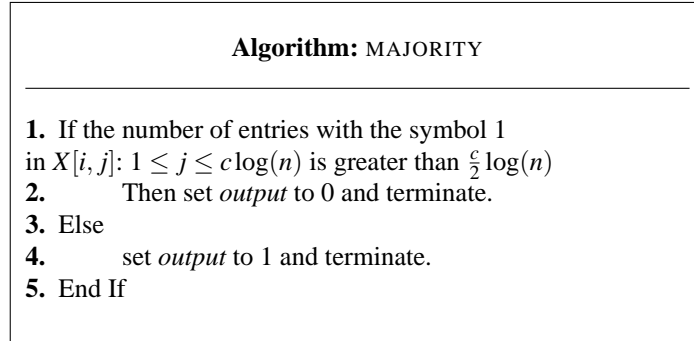 Algorithm: MAJORITY
1. If the number of entries with the symbol 1
in X[i, j]: 1 ≤ j ≤ c log(n) is greater than c/2 log(n)
2. Then set output to 0 and terminate.
3. Else
4. set output to 1 and terminate.
5. End If